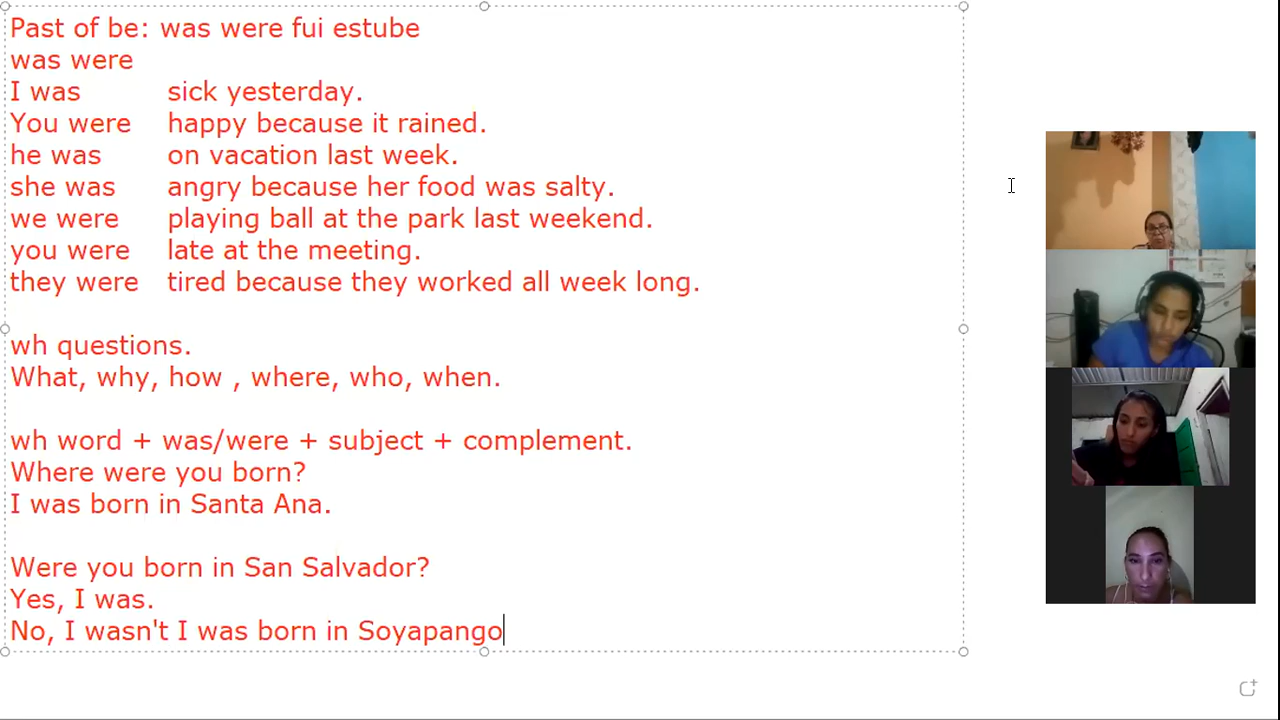 Past of be: was were fui estube
was were
I was sick yesterday.
You were happy because it rained.
he was on vacation last week.
she was angry because her food was salty.
we were playing ball at the park last weekend.
you were late at the meeting.
they were tired because they worked all week long.
wh questions.
What, why, how , where, who, when.
wh word + was/were + subject + complement.
Where were you born?
I was born in Santa Ana.
Were you born in San Salvador?
Yes, I was.
No, I wasn't I was born in Soyapango